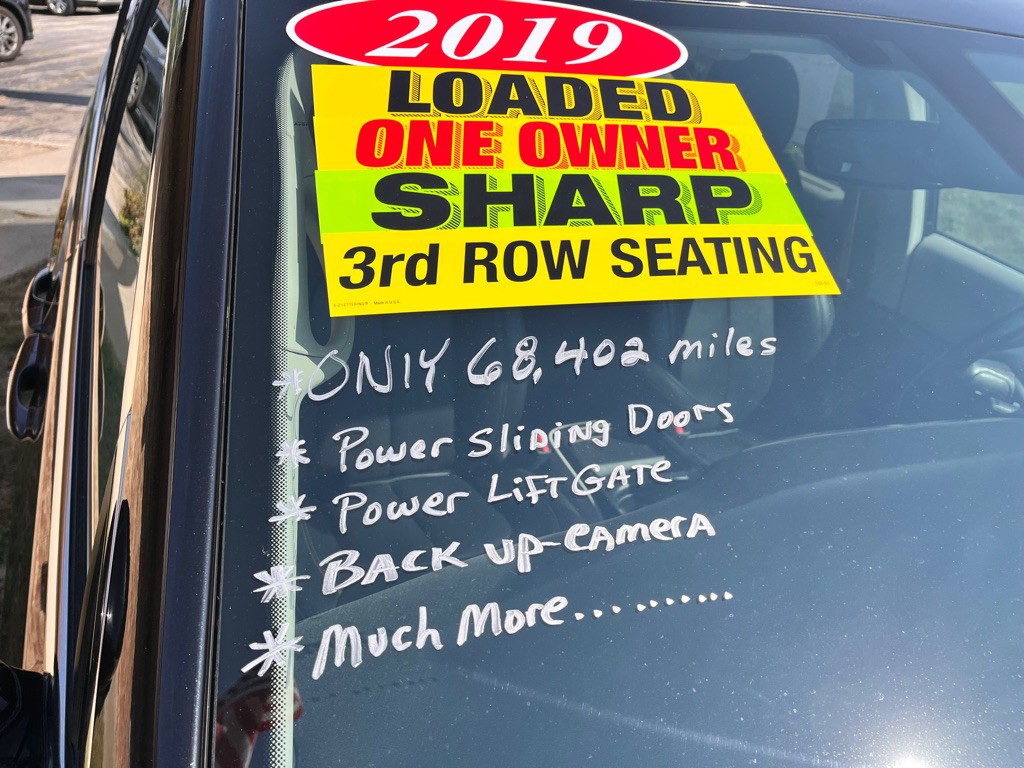 2019
LOADED
ONE OWNER
SHARP
3rd ROW SEATING
* ONLY 68,402 miles
* Power Sliding Doors
* Power LiftGate
* BACK up-camera
* Much More..........